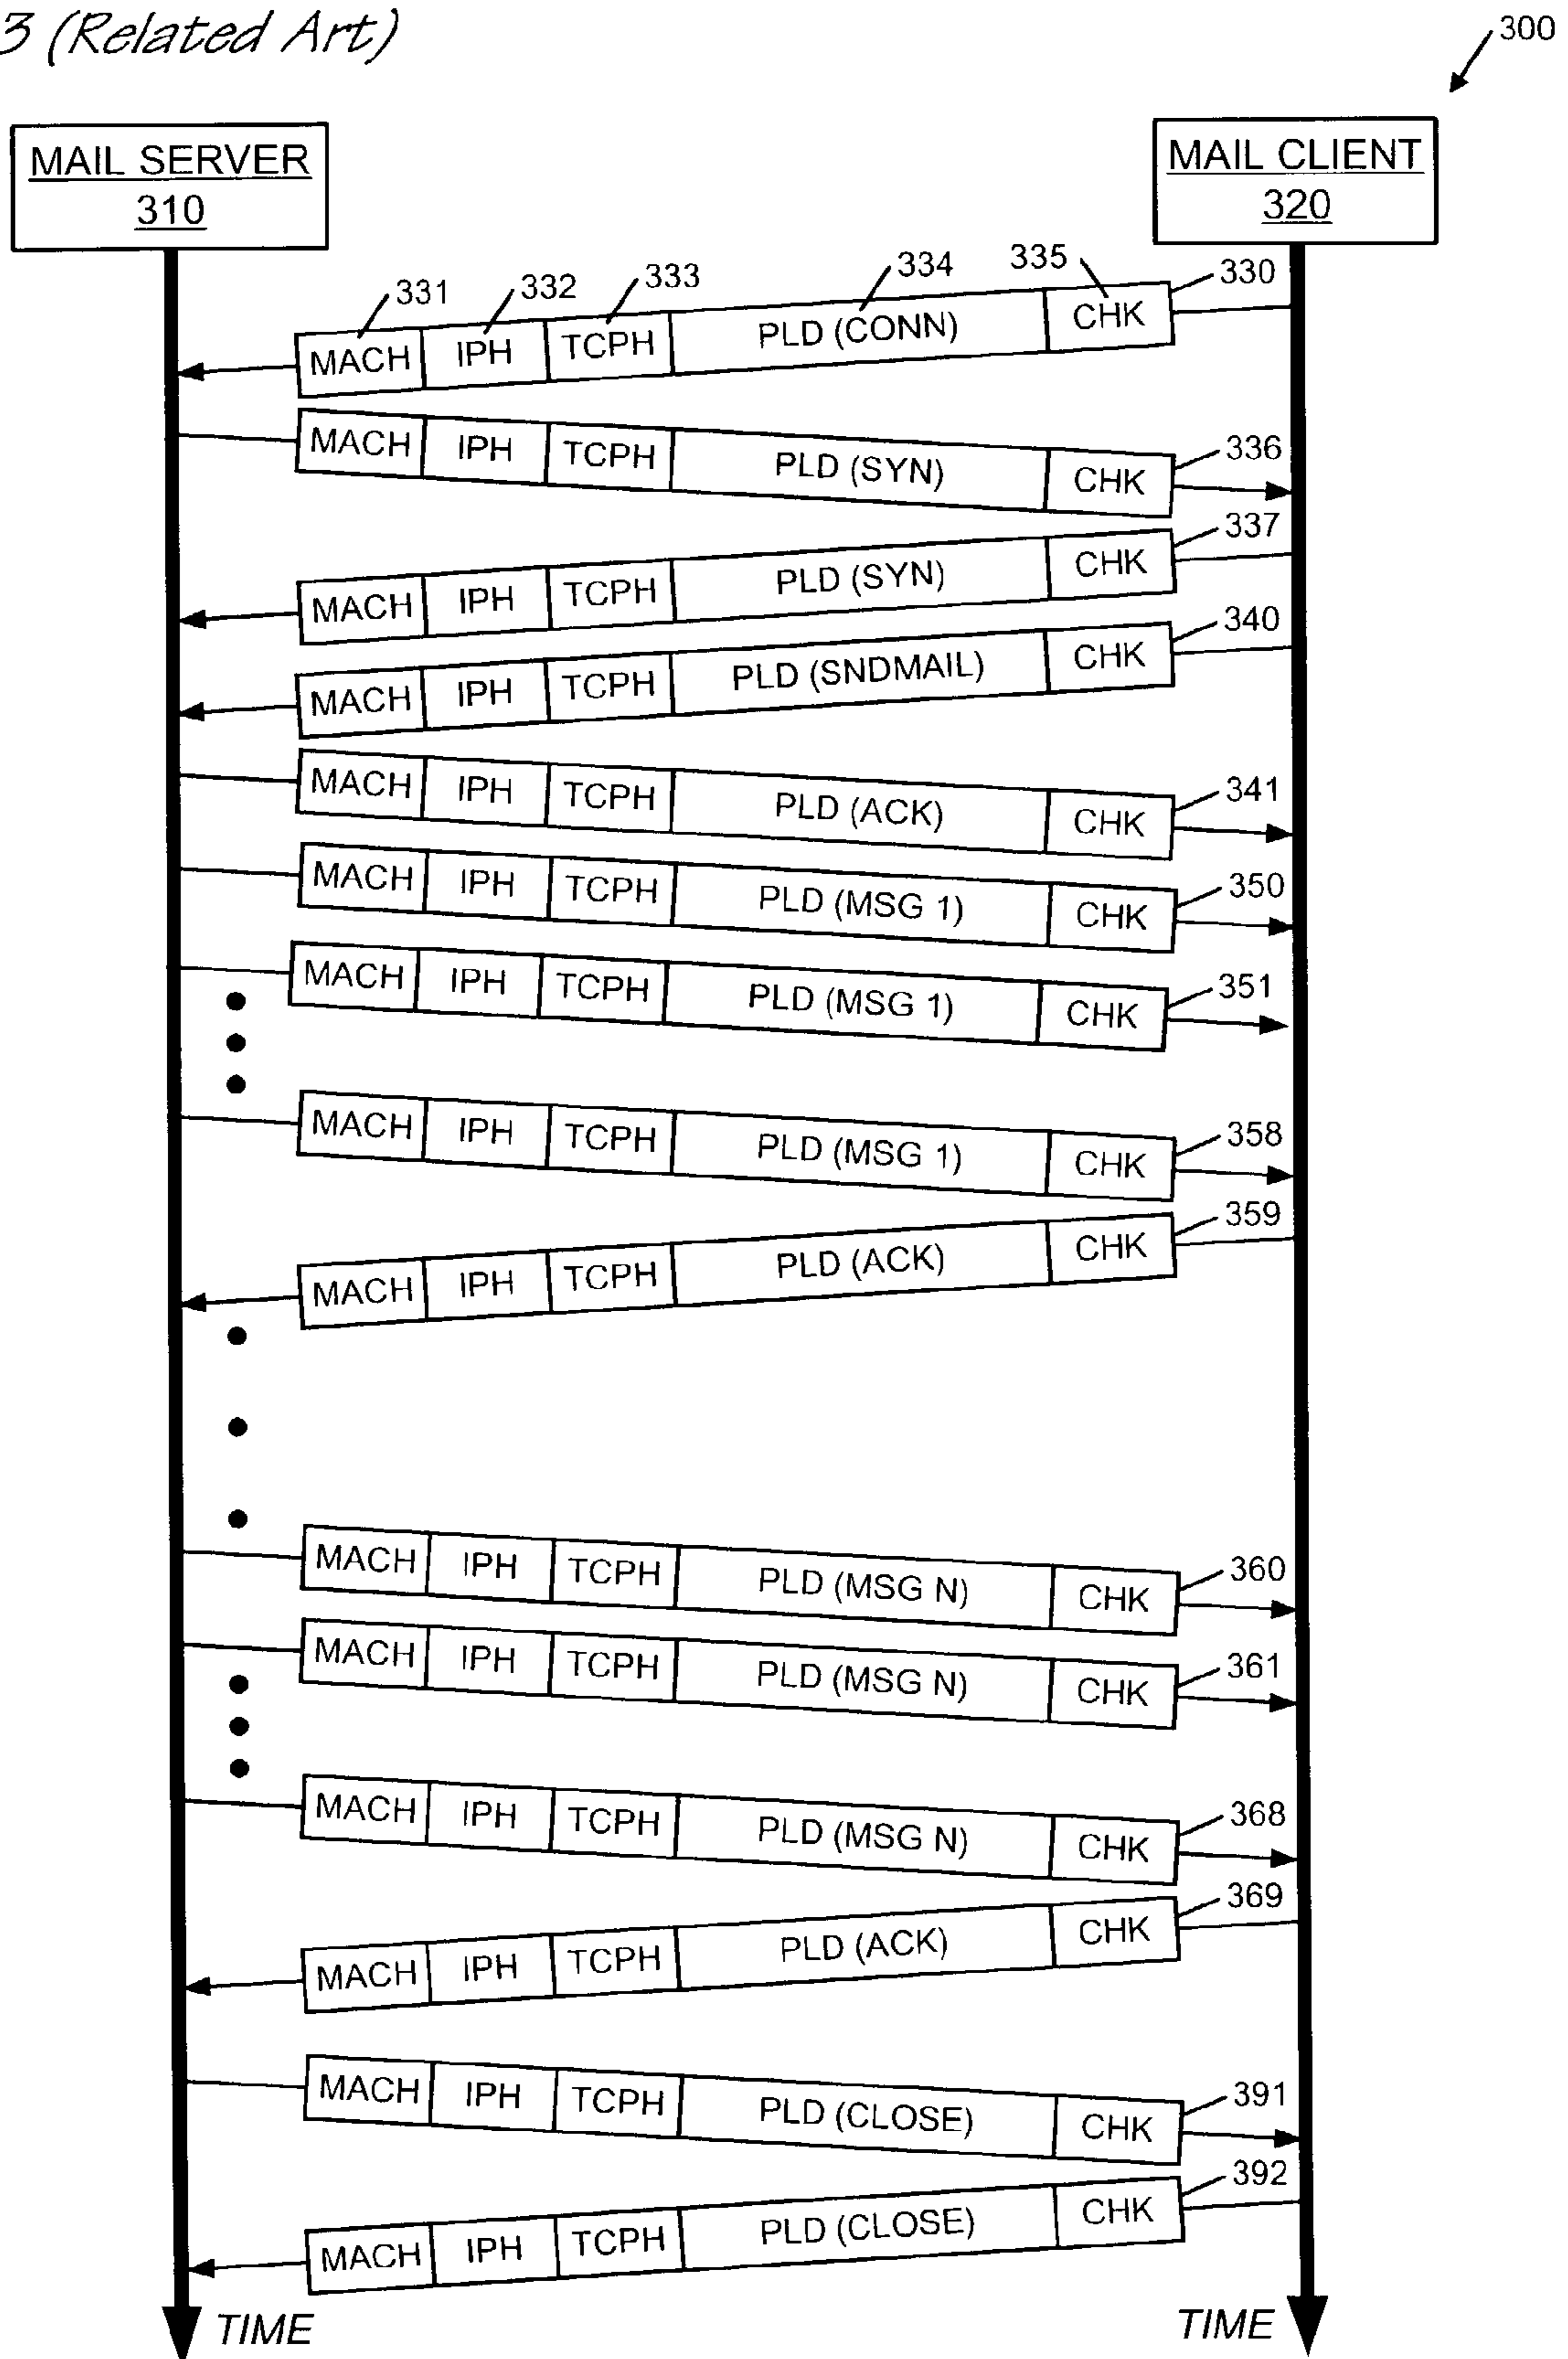 3 (Related Art)
300
MAIL SERVER
310
MAIL CLIENT
320
331 332 333 334 335 330
MACH IPH TCPH PLD (CONN) CHK
MACH IPH TCPH PLD (SYN) CHK 336
MACH IPH TCPH PLD (SYN) CHK 337
MACH IPH TCPH PLD (SNDMAIL) CHK 340
MACH IPH TCPH PLD (ACK) CHK 341
MACH IPH TCPH PLD (MSG 1) CHK 350
MACH IPH TCPH PLD (MSG 1) CHK 351
MACH IPH TCPH PLD (MSG 1) CHK 358
MACH IPH TCPH PLD (ACK) CHK 359
MACH IPH TCPH PLD (MSG N) CHK 360
MACH IPH TCPH PLD (MSG N) CHK 361
MACH IPH TCPH PLD (MSG N) CHK 368
MACH IPH TCPH PLD (ACK) CHK 369
MACH IPH TCPH PLD (CLOSE) CHK 391
MACH IPH TCPH PLD (CLOSE) CHK 392
TIME TIME